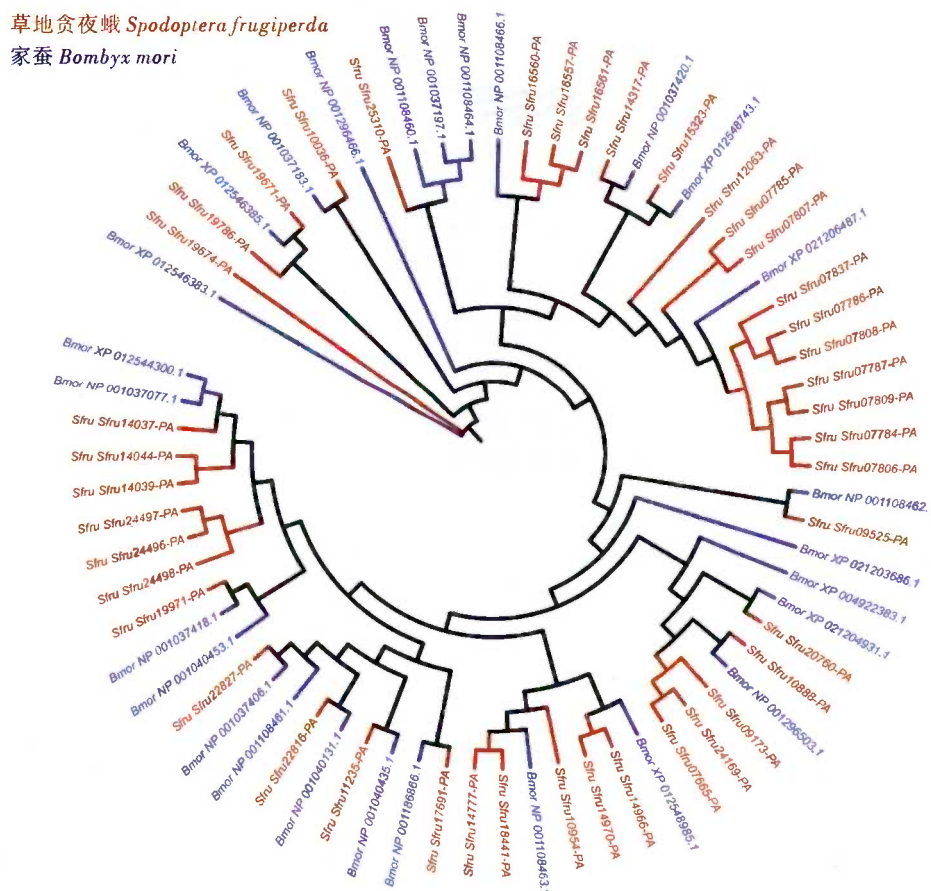 草地贪夜蛾 Spodoptera frugiperda
家蚕 Bombyx mori
Bmor XP 012546383.1
Sfru Sfru19674-PA
Sfru Sfru19786-PA
Bmor XP 012546385.1
Sfru Sfru19671-PA
Bmor NP 001037183.1
Sfru Sfru10036-PA
Bmor NP 001296466.1
Sfru Sfru25310-PA
Bmor NP 001108460.1
Bmor NP 001037197.1
Bmor NP 001108464.1
Bmor NP 001108465.1
Sfru Sfru16560-PA
Sfru Sfru16557-PA
Sfru Sfru16561-PA
Sfru Sfru14317-PA
Bmor NP 001037420.1
Sfru Sfru15323-PA
Bmor XP 012548743.1
Sfru Sfru12063-PA
Sfru Sfru07785-PA
Sfru Sfru07807-PA
Bmor XP 021206487.1
Sfru Sfru07837-PA
Sfru Sfru07786-PA
Sfru Sfru07808-PA
Sfru Sfru07787-PA
Sfru Sfru07809-PA
Sfru Sfru07784-PA
Sfru Sfru07806-PA
Bmor NP 001108462.
Sfru Sfru09525-PA
Bmor XP 021203686.1
Bmor XP 004922383.1
Bmor XP 021204931.1
Sfru Sfru20780-PA
Sfru Sfru10888-PA
Bmor NP 001296503.1
Sfru Sfru09173-PA
Sfru Sfru24169-PA
Sfru Sfru07665-PA
Bmor XP 012548985.1
Sfru Sfru14966-PA
Sfru Sfru14970-PA
Sfru Sfru10954-PA
Bmor NP 001108463.
Sfru Sfru18441-PA
Sfru Sfru14777-PA
Sfru Sfru17691-PA
Bmor NP 001186866.1
Bmor NP 001040435.1
Sfru Sfru11235-PA
Bmor NP 001040131.1
Sfru Sfru22816-PA
Bmor NP 001108461.1
Bmor NP 001037406.1
Sfru Sfru22827-PA
Bmor NP 001040453.1
Bmor NP 001037418.1
Sfru Sfru19971-PA
Sfru Sfru24498-PA
Sfru Sfru24496-PA
Sfru Sfru24497-PA
Sfru Sfru14039-PA
Sfru Sfru14044-PA
Sfru Sfru14037-PA
Bmor NP 001037077.1
Bmor XP 012544300.1